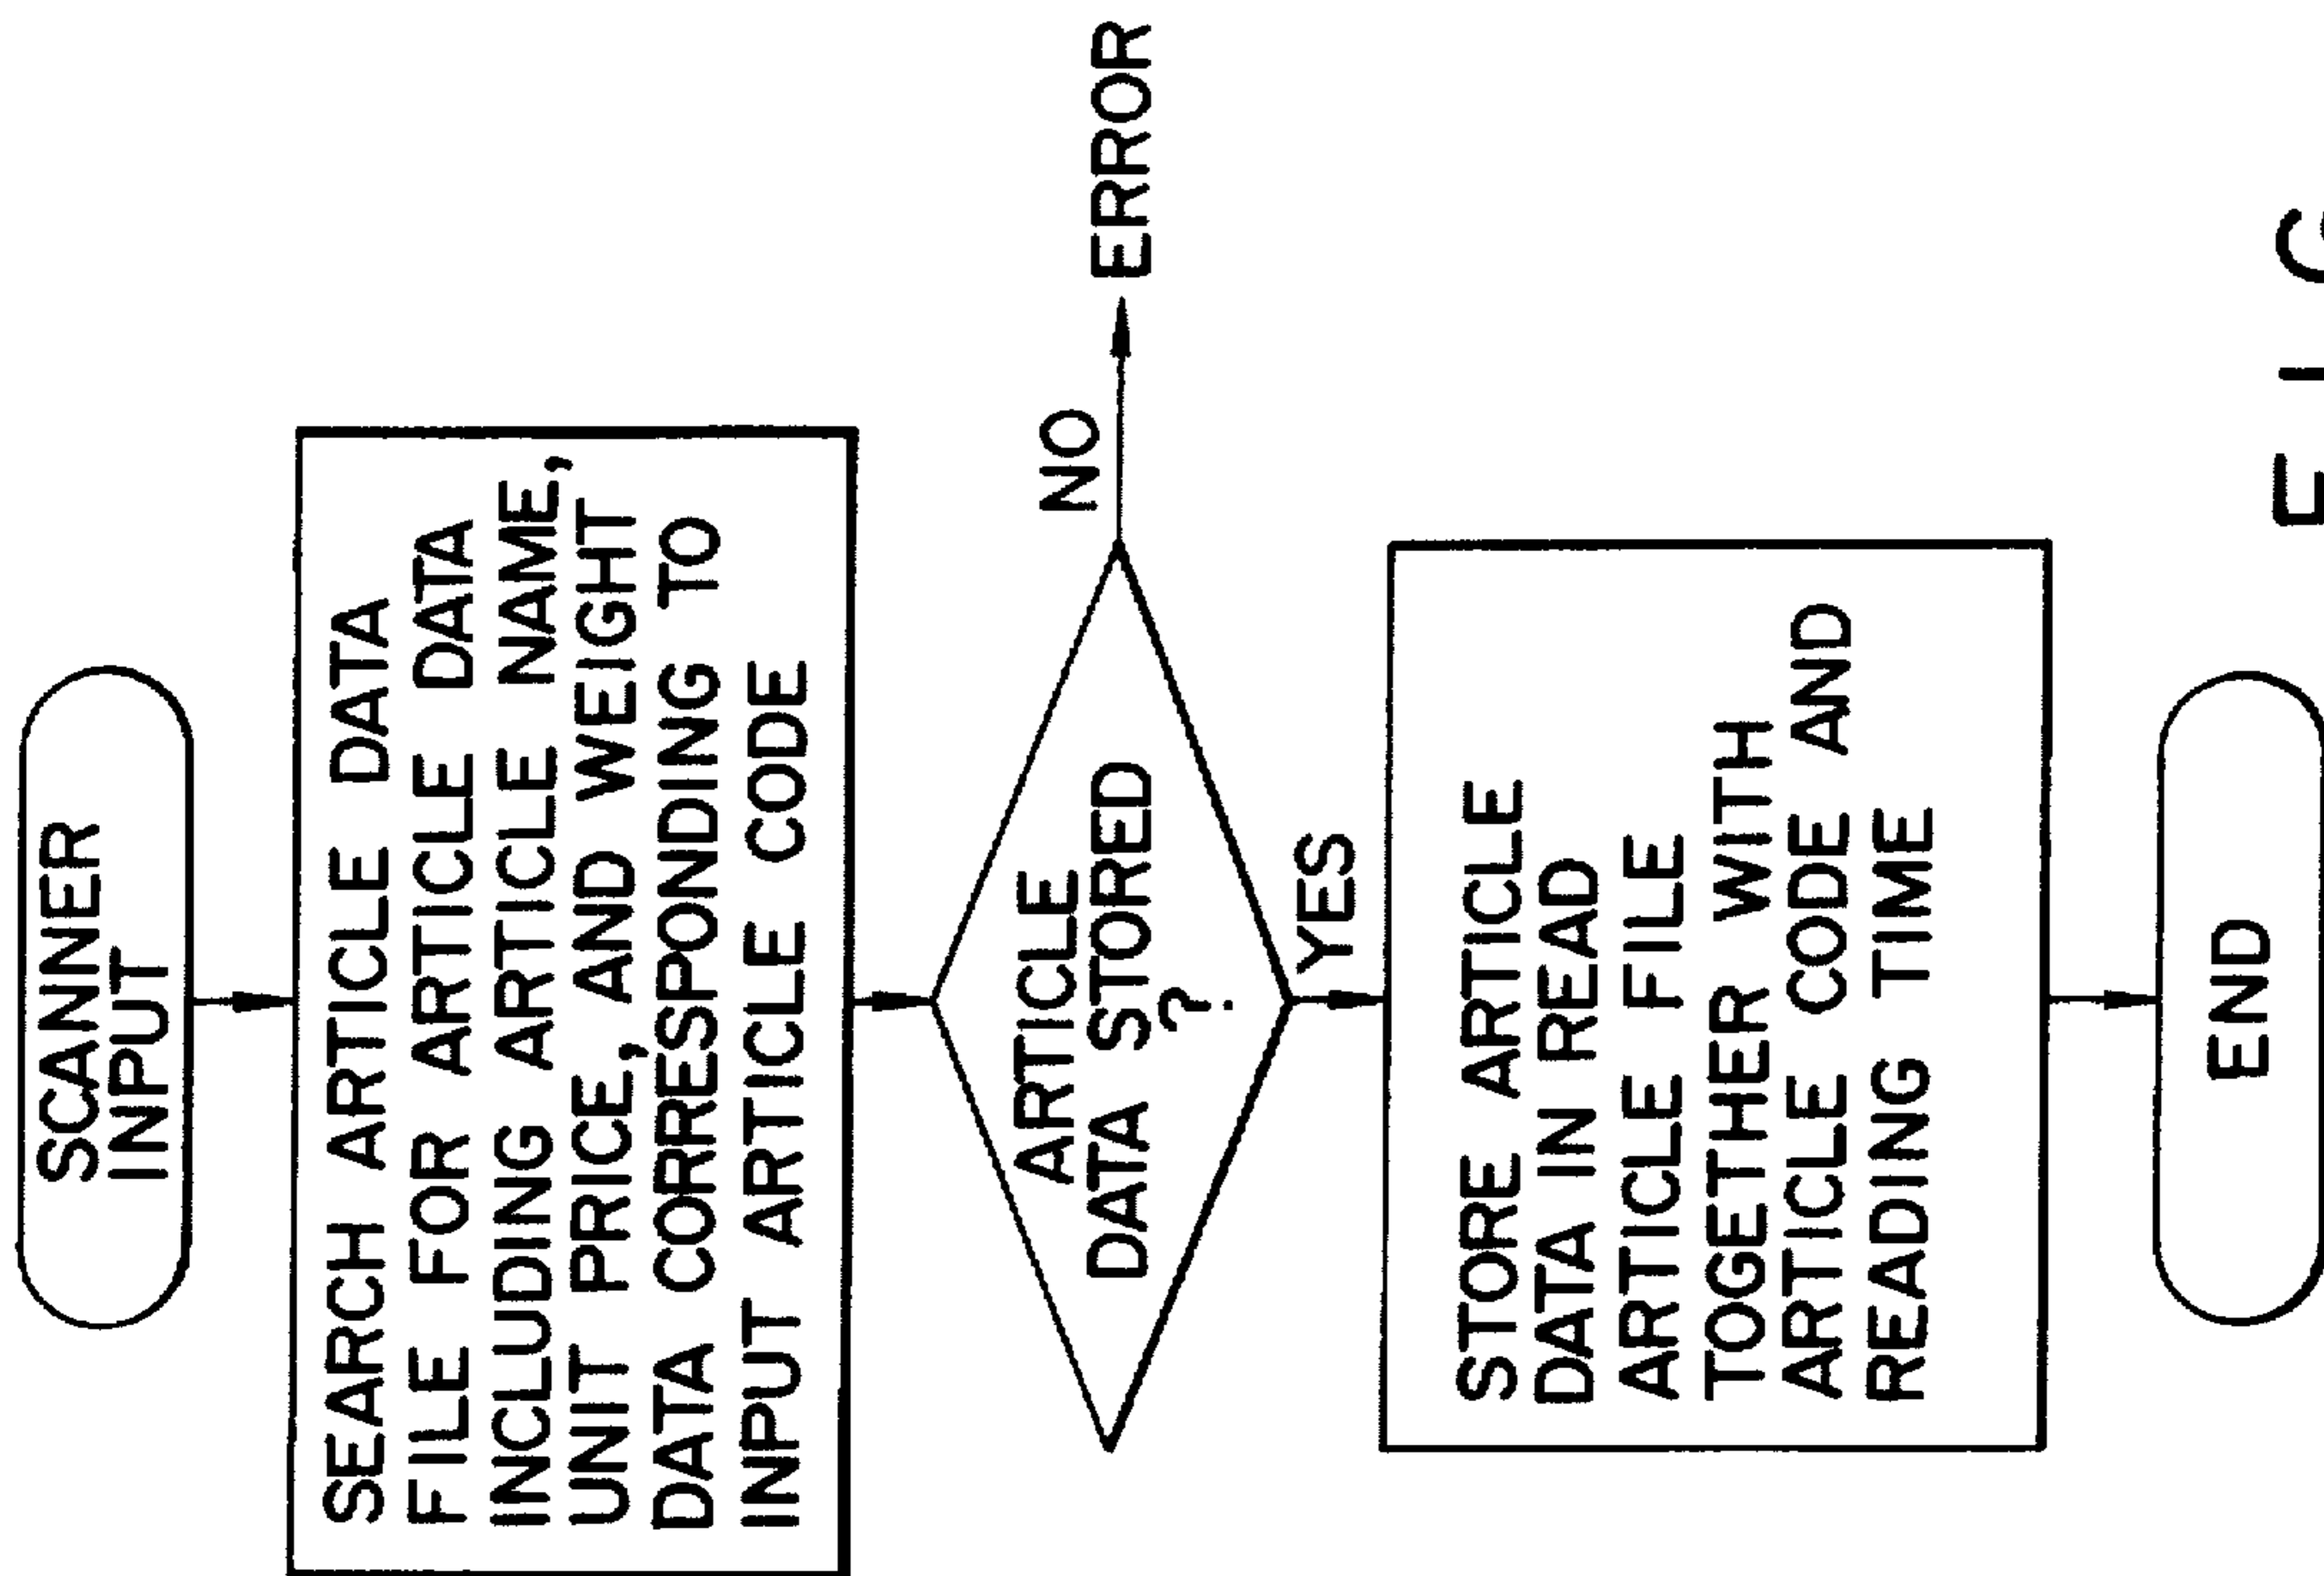 SCANNER
INPUT
SEARCH ARTICLE DATA
FILE FOR ARTICLE DATA
INCLUDING ARTICLE NAME,
UNIT PRICE, AND WEIGHT
DATA CORRESPONDING TO
INPUT ARTICLE CODE
ARTICLE
DATA STORED
?
NO
ERROR
YES
STORE ARTICLE
DATA IN READ
ARTICLE FILE
TOGETHER WITH
ARTICLE CODE AND
READING TIME
END